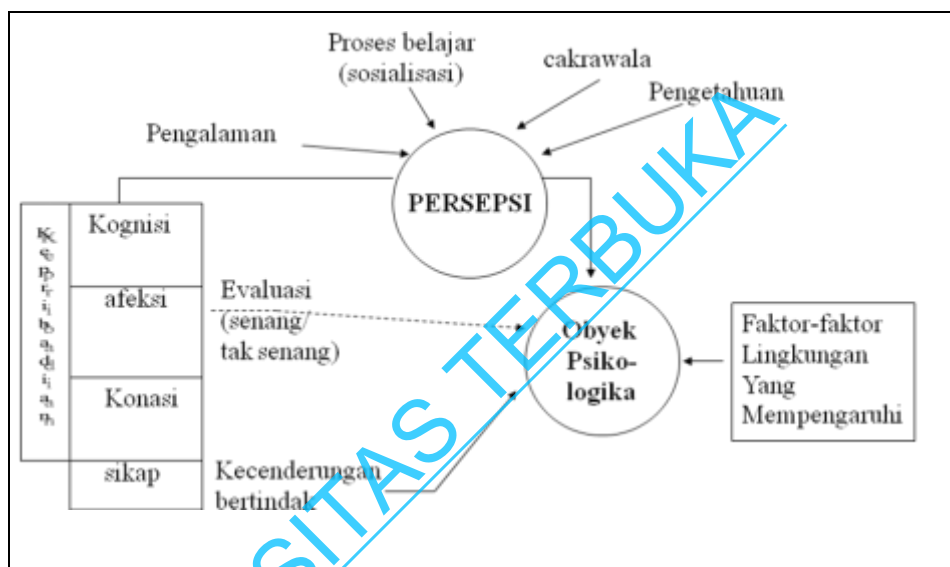 Proses belajar
(sosialisasi)
cakrawala
Pengetahuan
Pengalaman
PERSEPSI
Kepribadian
Kognisi
afeksi
Konasi
sikap
Evaluasi
(senang/
tak senang)
Kecenderungan
bertindak
Obyek
Psiko-
logika
Faktor-faktor
Lingkungan
Yang
Mempengaruhi
SITAS TERBUKA